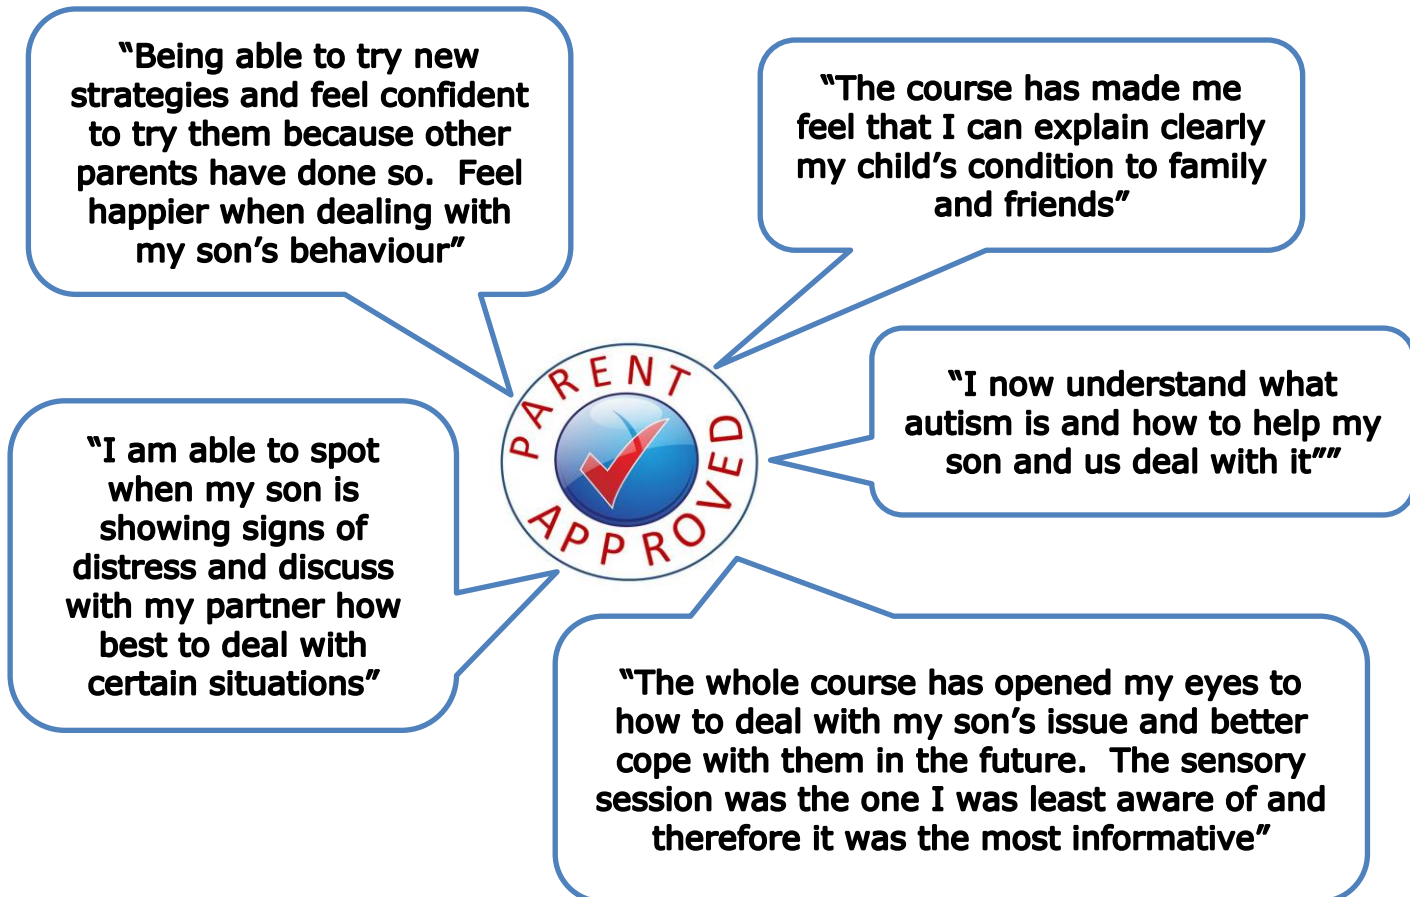 “Being able to try new
strategies and feel confident
to try them because other
parents have done so.  Feel
happier when dealing with
my son’s behaviour”
“The course has made me
feel that I can explain clearly
my child’s condition to family
and friends”
PARENT
APPROVED
“I now understand what
autism is and how to help my
son and us deal with it””
“I am able to spot
when my son is
showing signs of
distress and discuss
with my partner how
best to deal with
certain situations”
“The whole course has opened my eyes to
how to deal with my son’s issue and better
cope with them in the future.  The sensory
session was the one I was least aware of and
therefore it was the most informative”